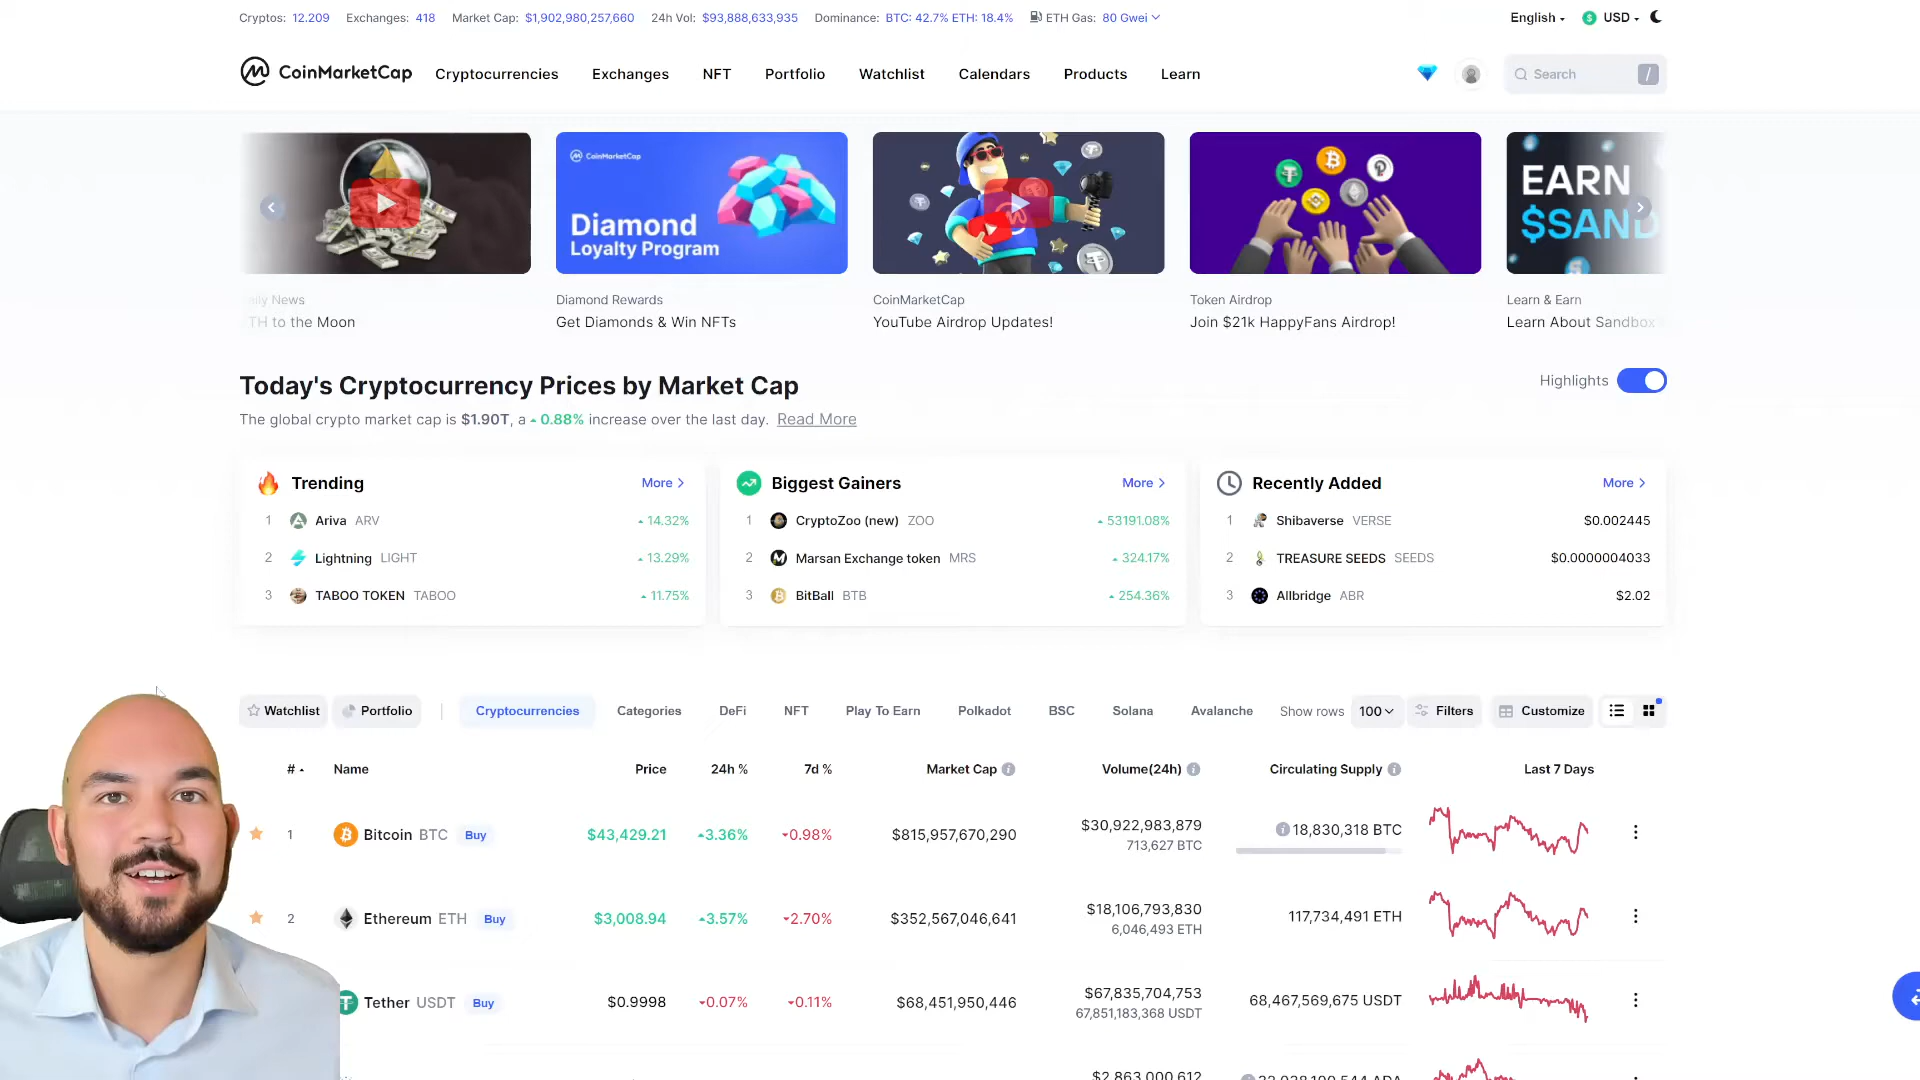 Cryptos: 12.209 Exchanges: 418 Market Cap: $1,902,980,257,660 24h Vol: $93,888,633,935 Dominance: BTC: 42.7% ETH: 18.4% ETH Gas: 80 Gwei English USD
CoinMarketCap Cryptocurrencies Exchanges NFT Portfolio Watchlist Calendars Products Learn Search /
CoinMarketCap
Diamond
Loyalty Program
EARN
$SAND
News
TH to the Moon
Diamond Rewards
Get Diamonds & Win NFTs
CoinMarketCap
YouTube Airdrop Updates!
Token Airdrop
Join $21k HappyFans Airdrop!
Learn & Earn
Learn About Sandbox
Today's Cryptocurrency Prices by Market Cap
Highlights
The global crypto market cap is $1.90T, a 0.88% increase over the last day. Read More
Trending More
1 Ariva ARV 14.32%
2 Lightning LIGHT 13.29%
3 TABOO TOKEN TABOO 11.75%
Biggest Gainers More
1 CryptoZoo (new) ZOO 53191.08%
2 Marsan Exchange token MRS 324.17%
3 BitBall BTB 254.36%
Recently Added More
1 Shibaverse VERSE $0.002445
2 TREASURE SEEDS SEEDS $0.0000004033
3 Allbridge ABR $2.02
Watchlist Portfolio Cryptocurrencies Categories DeFi NFT Play To Earn Polkadot BSC Solana Avalanche Show rows 100 Filters Customize
# Name Price 24h % 7d % Market Cap Volume(24h) Circulating Supply Last 7 Days
1 Bitcoin BTC Buy $43,429.21 3.36% 0.98% $815,957,670,290 $30,922,983,879 18,830,318 BTC
713,627 BTC
2 Ethereum ETH Buy $3,008.94 3.57% 2.70% $352,567,046,641 $18,106,793,830 117,734,491 ETH
6,046,493 ETH
Tether USDT Buy $0.9998 0.07% 0.11% $68,451,950,446 $67,835,704,753 68,467,569,675 USDT
67,851,183,368 USDT